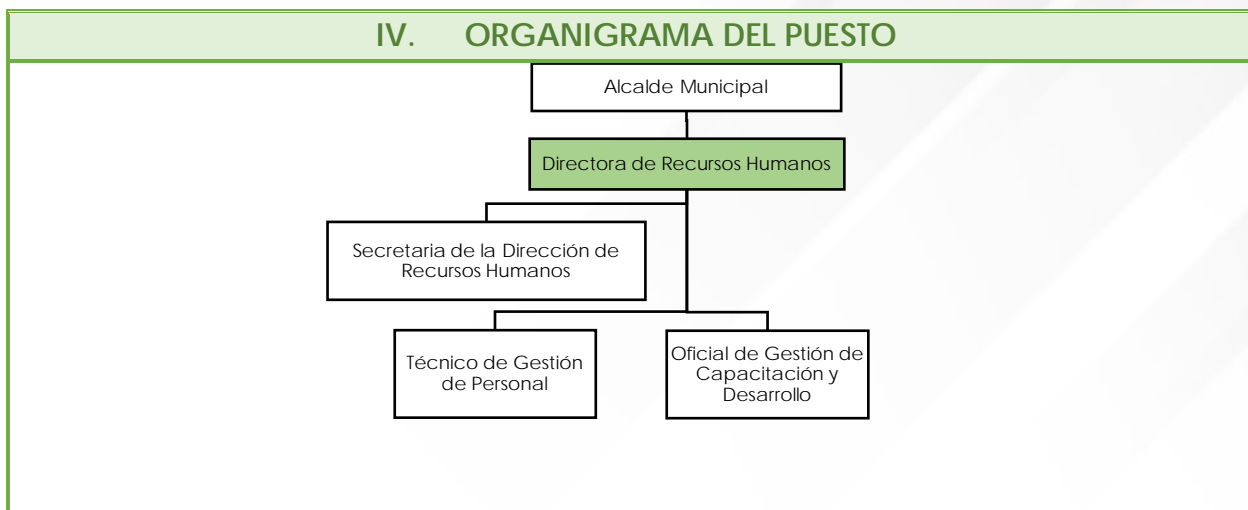 IV. ORGANIGRAMA DEL PUESTO
Alcalde Municipal
Directora de Recursos Humanos
Secretaria de la Dirección de
Recursos Humanos
Técnico de Gestión
de Personal
Oficial de Gestión de
Capacitación y
Desarrollo